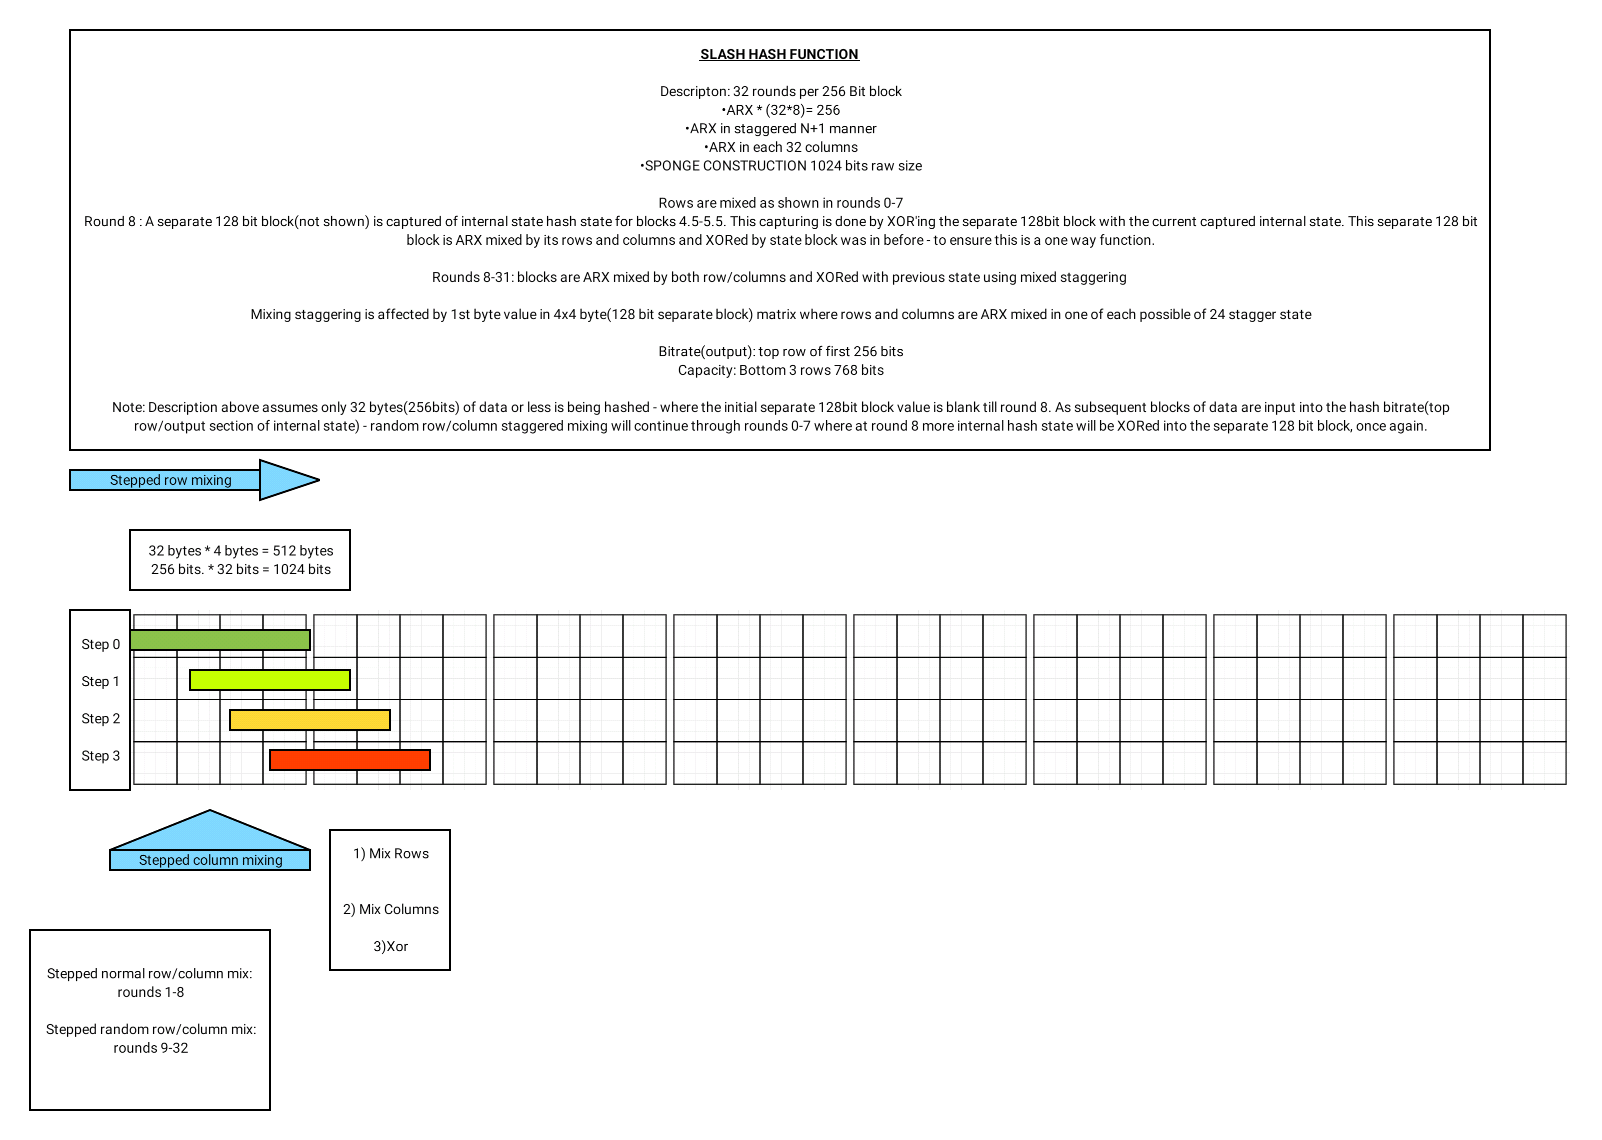 SLASH HASH FUNCTION
Descripton: 32 rounds per 256 Bit block
•ARX * (32*8)= 256
•ARX in staggered N+1 manner
•ARX in each 32 columns
•SPONGE CONSTRUCTION 1024 bits raw size
Rows are mixed as shown in rounds 0-7
Round 8 : A separate 128 bit block(not shown) is captured of internal state hash state for blocks 4.5-5.5. This capturing is done by XOR'ing the separate 128bit block with the current captured internal state. This separate 128 bit
block is ARX mixed by its rows and columns and XORed by state block was in before - to ensure this is a one way function.
Rounds 8-31: blocks are ARX mixed by both row/columns and XORed with previous state using mixed staggering
Mixing staggering is affected by 1st byte value in 4x4 byte(128 bit separate block) matrix where rows and columns are ARX mixed in one of each possible of 24 stagger state
Bitrate(output): top row of first 256 bits
Capacity: Bottom 3 rows 768 bits
Note: Description above assumes only 32 bytes(256bits) of data or less is being hashed - where the initial separate 128bit block value is blank till round 8. As subsequent blocks of data are input into the hash bitrate(top
row/output section of internal state) - random row/column staggered mixing will continue through rounds 0-7 where at round 8 more internal hash state will be XORed into the separate 128 bit block, once again.
Stepped row mixing
32 bytes * 4 bytes = 512 bytes
256 bits. * 32 bits = 1024 bits
Step 0
Step 1
Step 2
Step 3
Stepped column mixing
1) Mix Rows
2) Mix Columns
3)Xor
Stepped normal row/column mix:
rounds 1-8
Stepped random row/column mix:
rounds 9-32